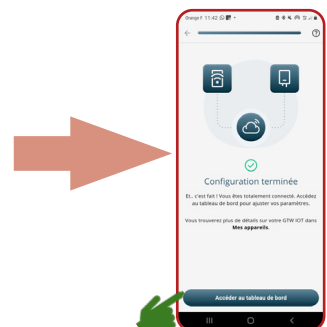 Orange F 11:42
Configuration terminée
Et.. c'est fait ! Vous êtes totalement connecté. Accédez
au tableau de bord pour ajuster vos paramètres.
Vous trouverez plus de détails sur votre GTW IOT dans
Mes appareils.
Accéder au tableau de bord